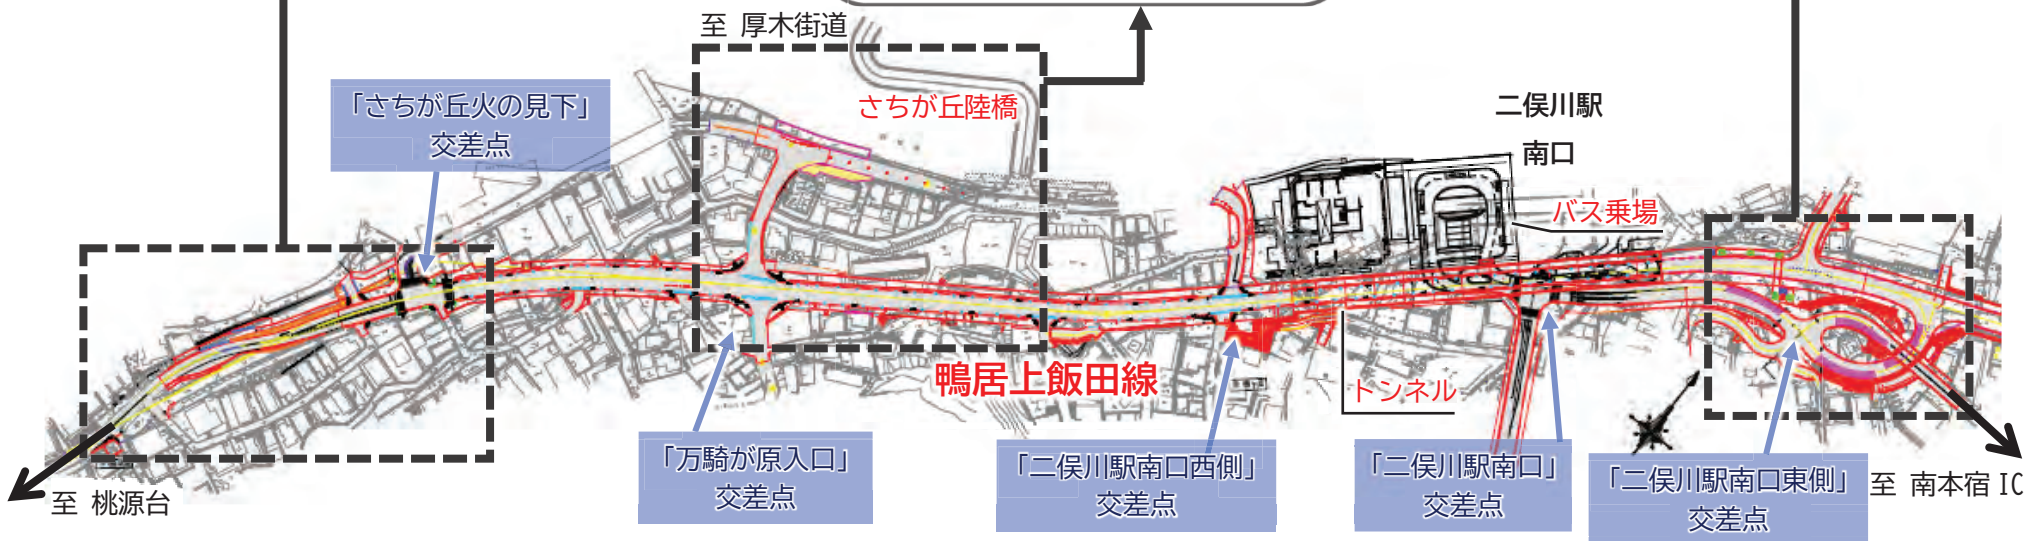 至 厚木街道
「さちが丘火の見下」
交差点
さちが丘陸橋
二俣川駅
南口
バス乗場
鴨居上飯田線
トンネル
「万騎が原入口」
交差点
「二俣川駅南口西側」
交差点
「二俣川駅南口」
交差点
「二俣川駅南口東側」
交差点
至 桃源台
至 南本宿 IC